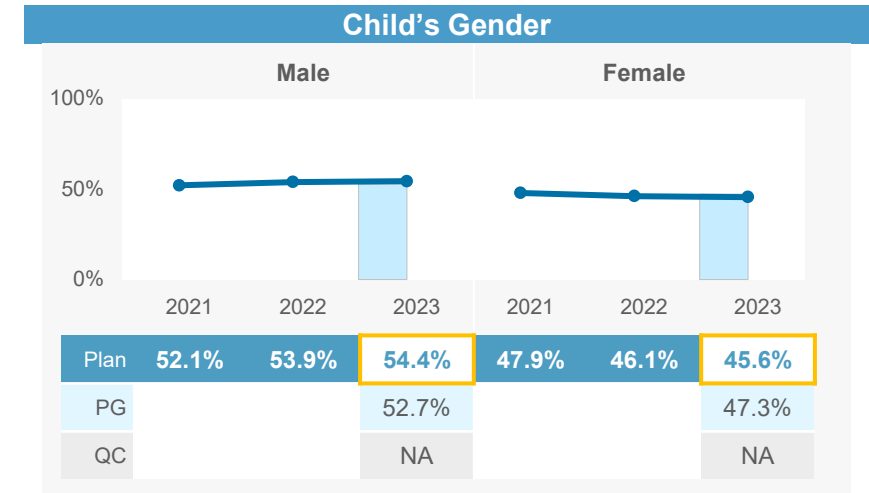 Child's Gender
Male Female
100%
50%
0%
2021 2022 2023 2021 2022 2023
Plan 52.1% 53.9% 54.4% 47.9% 46.1% 45.6%
PG 52.7% 47.3%
QC NA NA